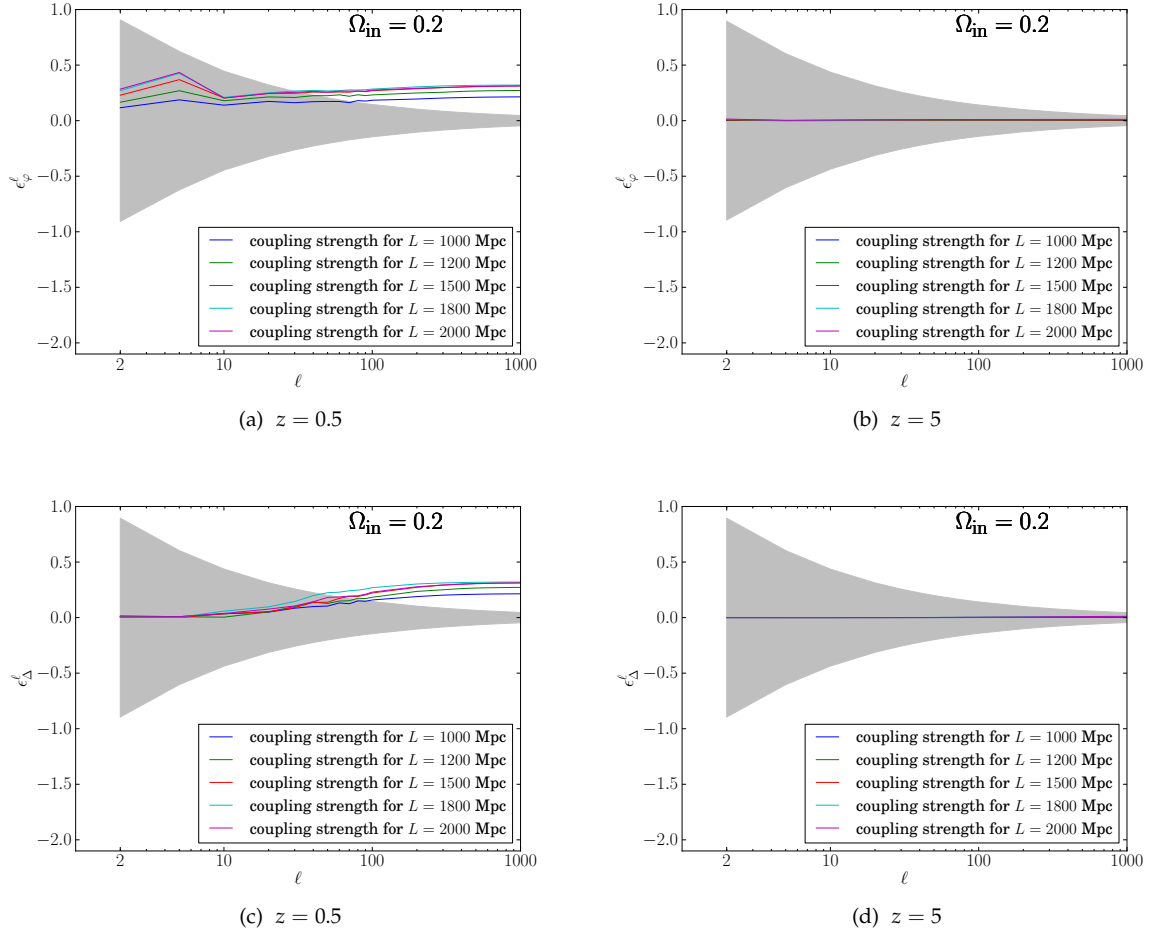 Ω_in = 0.2
1.0
0.5
0.0
−0.5
−1.0
−1.5
−2.0
ϵ^ℓ_φ
coupling strength for L = 1000 Mpc
coupling strength for L = 1200 Mpc
coupling strength for L = 1500 Mpc
coupling strength for L = 1800 Mpc
coupling strength for L = 2000 Mpc
2 10 100 1000
ℓ
(a) z = 0.5
Ω_in = 0.2
1.0
0.5
0.0
−0.5
−1.0
−1.5
−2.0
ϵ^ℓ_φ
coupling strength for L = 1000 Mpc
coupling strength for L = 1200 Mpc
coupling strength for L = 1500 Mpc
coupling strength for L = 1800 Mpc
coupling strength for L = 2000 Mpc
2 10 100 1000
ℓ
(b) z = 5
Ω_in = 0.2
1.0
0.5
0.0
−0.5
−1.0
−1.5
−2.0
ϵ^ℓ_Δ
coupling strength for L = 1000 Mpc
coupling strength for L = 1200 Mpc
coupling strength for L = 1500 Mpc
coupling strength for L = 1800 Mpc
coupling strength for L = 2000 Mpc
2 10 100 1000
ℓ
(c) z = 0.5
Ω_in = 0.2
1.0
0.5
0.0
−0.5
−1.0
−1.5
−2.0
ϵ^ℓ_Δ
coupling strength for L = 1000 Mpc
coupling strength for L = 1200 Mpc
coupling strength for L = 1500 Mpc
coupling strength for L = 1800 Mpc
coupling strength for L = 2000 Mpc
2 10 100 1000
ℓ
(d) z = 5